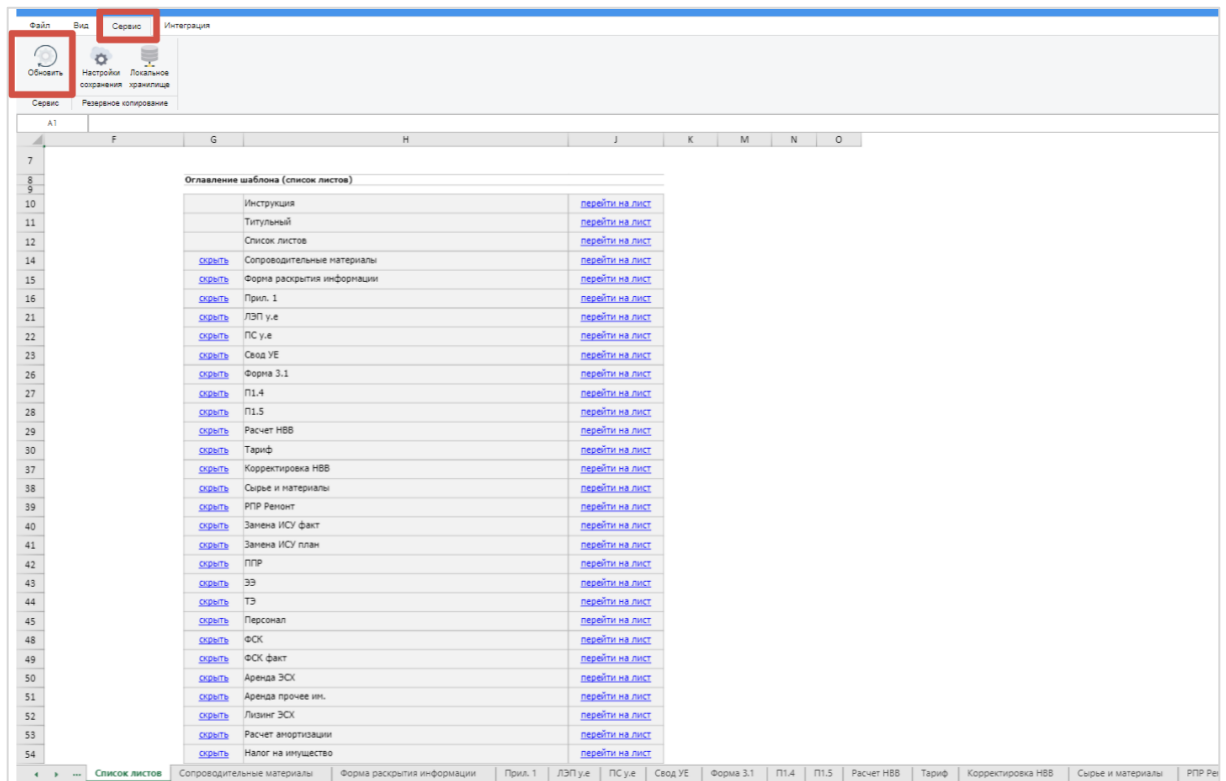 Файл Вид Сервис Интеграция
Обновить Настройки сохранения Локальное хранилище
Сервис Резервное копирование
A1
F G H J K M N O
7
8 Оглавление шаблона (список листов)
9
10 Инструкция перейти на лист
11 Титульный перейти на лист
12 Список листов перейти на лист
14 скрыть Сопроводительные материалы перейти на лист
15 скрыть Форма раскрытия информации перейти на лист
16 скрыть Прил. 1 перейти на лист
21 скрыть ЛЭП у.е перейти на лист
22 скрыть ПС у.е перейти на лист
23 скрыть Свод УЕ перейти на лист
26 скрыть Форма 3.1 перейти на лист
27 скрыть П1.4 перейти на лист
28 скрыть П1.5 перейти на лист
29 скрыть Расчет НВВ перейти на лист
30 скрыть Тариф перейти на лист
37 скрыть Корректировка НВВ перейти на лист
38 скрыть Сырье и материалы перейти на лист
39 скрыть РПР Ремонт перейти на лист
40 скрыть Замена ИСУ факт перейти на лист
41 скрыть Замена ИСУ план перейти на лист
42 скрыть ППР перейти на лист
43 скрыть ЭЭ перейти на лист
44 скрыть ТЭ перейти на лист
45 скрыть Персонал перейти на лист
48 скрыть ФСК перейти на лист
49 скрыть ФСК факт перейти на лист
50 скрыть Аренда ЭСХ перейти на лист
51 скрыть Аренда прочее им. перейти на лист
52 скрыть Лизинг ЭСХ перейти на лист
53 скрыть Расчет амортизации перейти на лист
54 скрыть Налог на имущество перейти на лист
... Список листов Сопроводительные материалы Форма раскрытия информации Прил. 1 ЛЭП у.е ПС у.е Свод УЕ Форма 3.1 П1.4 П1.5 Расчет НВВ Тариф Корректировка НВВ Сырье и материалы РПР Ре